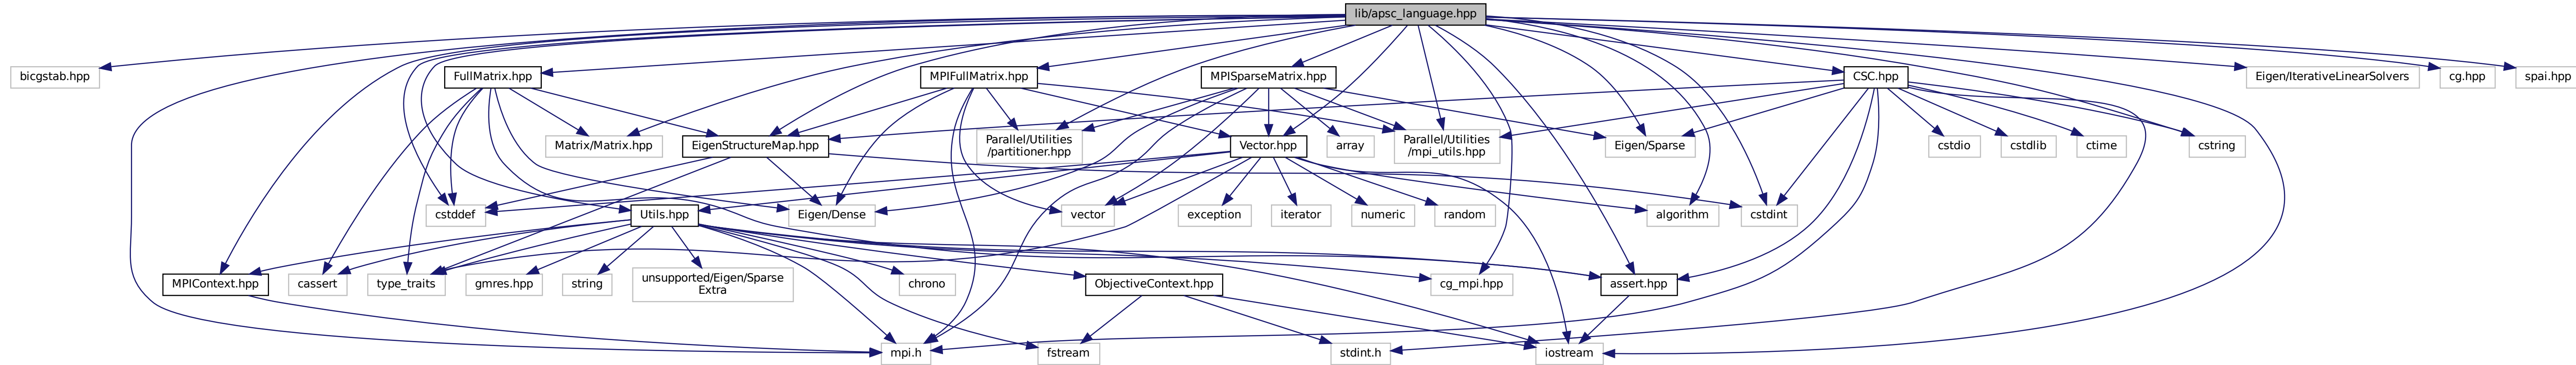 lib/apsc_language.hpp
bicgstab.hpp
FullMatrix.hpp
MPIFullMatrix.hpp
MPISparseMatrix.hpp
CSC.hpp
Eigen/IterativeLinearSolvers
cg.hpp
spai.hpp
Matrix/Matrix.hpp
EigenStructureMap.hpp
Parallel/Utilities
/partitioner.hpp
Vector.hpp
array
Parallel/Utilities
/mpi_utils.hpp
Eigen/Sparse
cstdio
cstdlib
ctime
cstring
cstddef
Utils.hpp
Eigen/Dense
vector
exception
iterator
numeric
random
algorithm
cstdint
MPIContext.hpp
cassert
type_traits
gmres.hpp
string
unsupported/Eigen/Sparse
Extra
chrono
ObjectiveContext.hpp
cg_mpi.hpp
assert.hpp
mpi.h
fstream
stdint.h
iostream